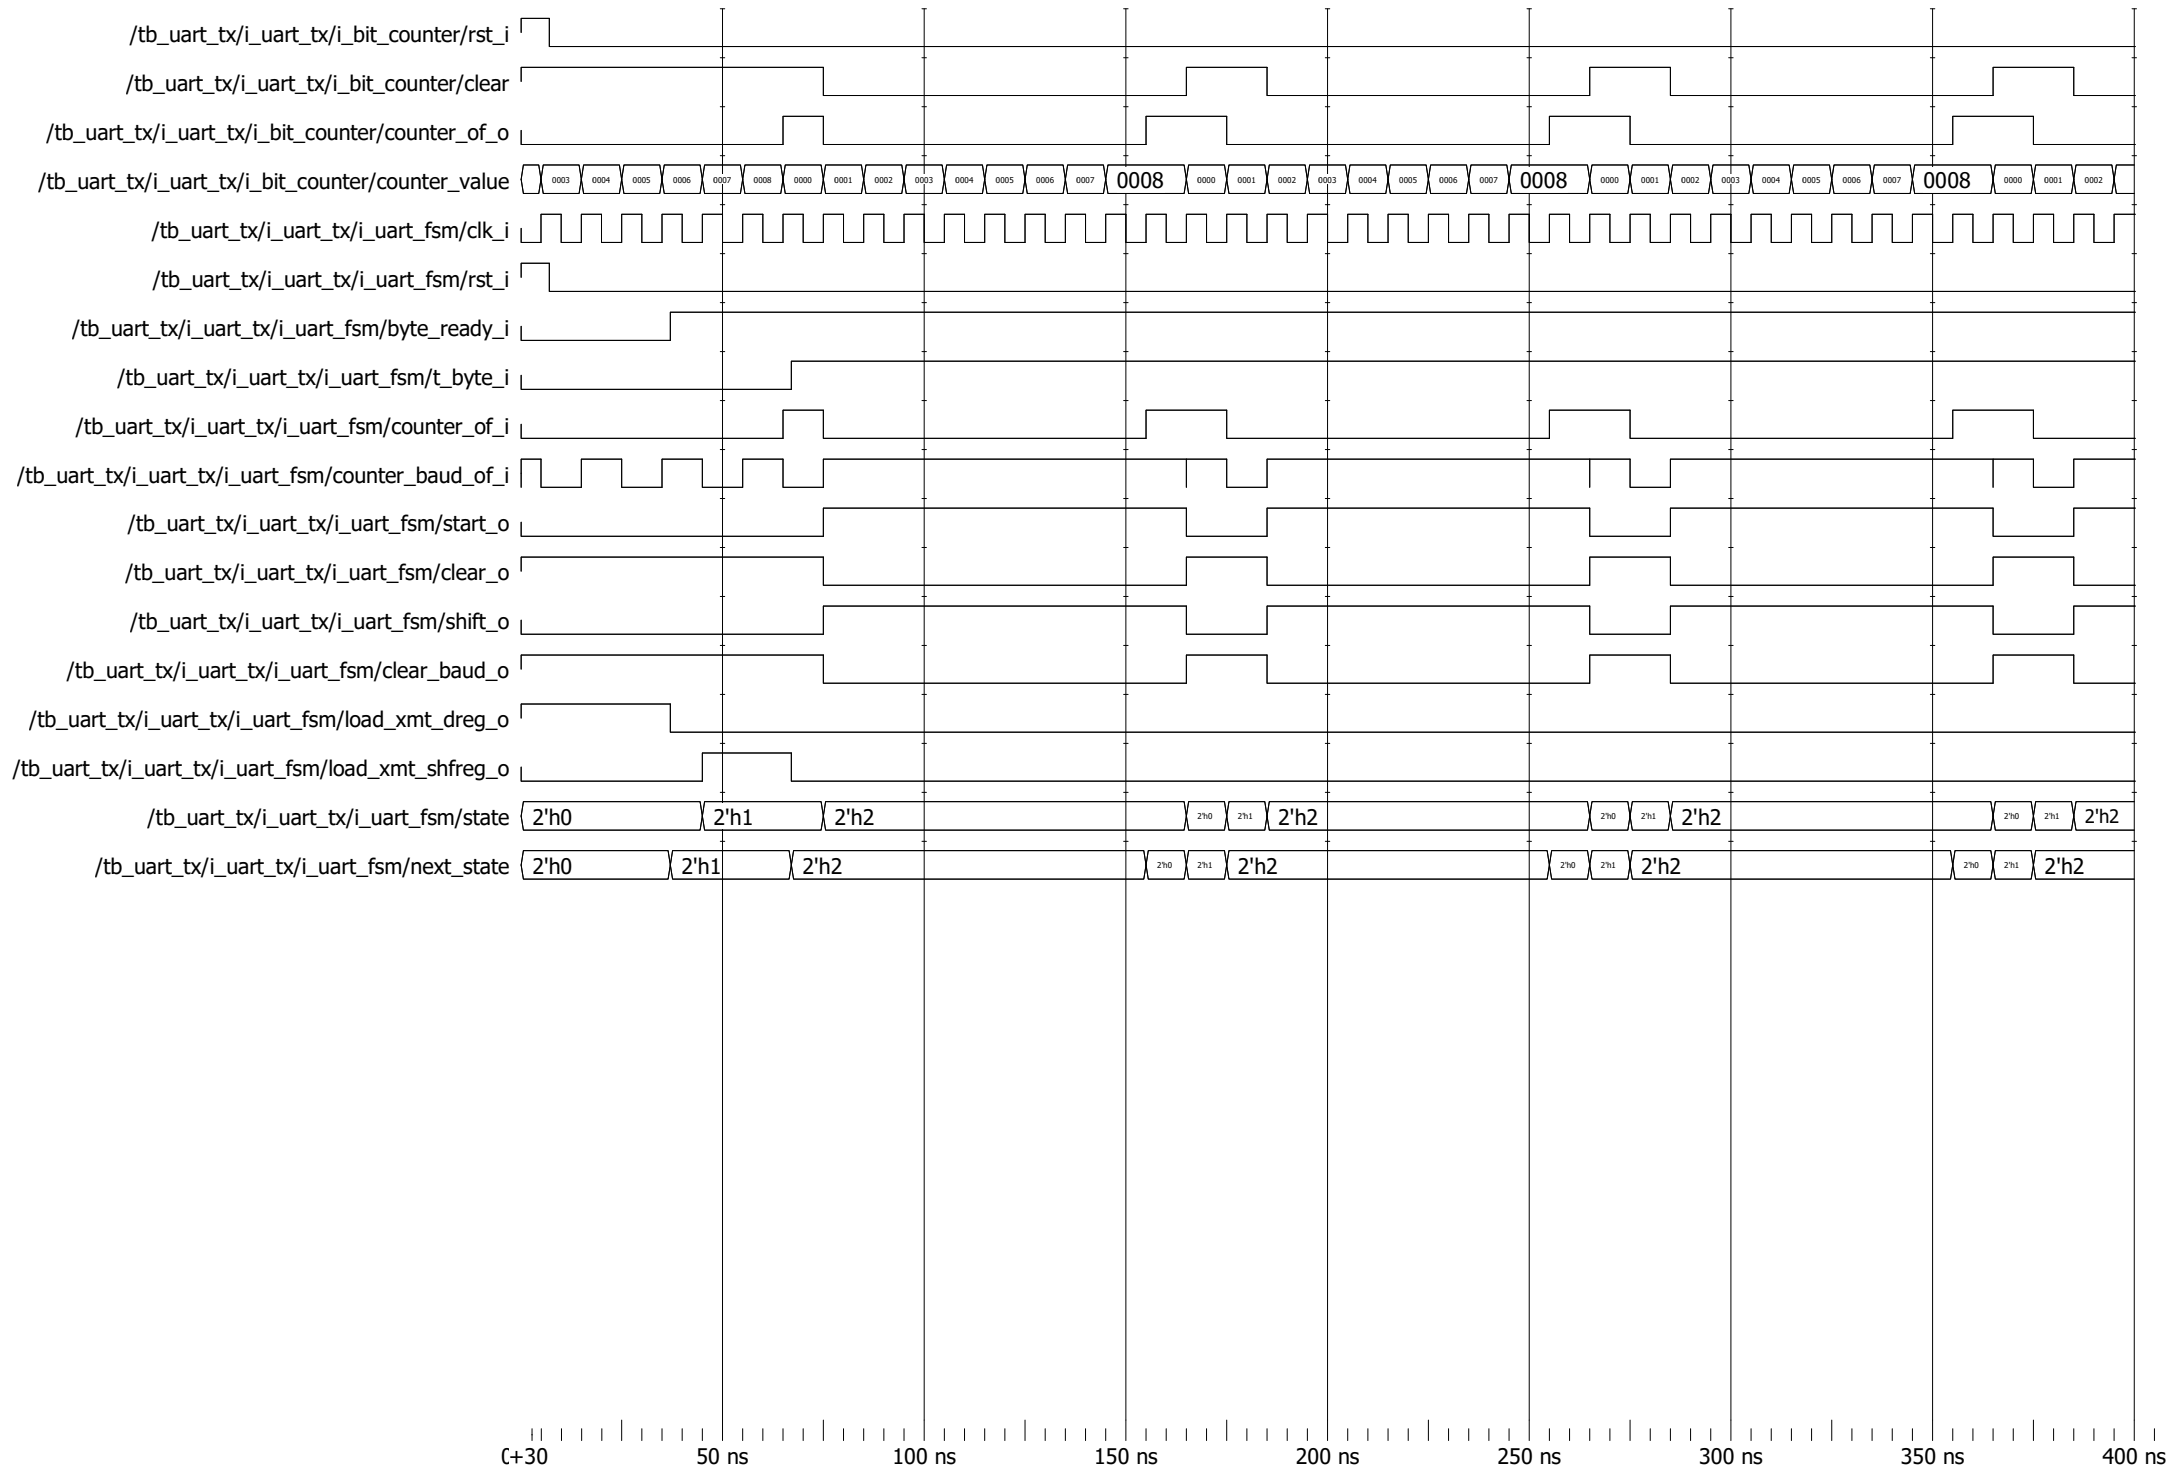 /tb_uart_tx/i_uart_tx/i_bit_counter/rst_i
/tb_uart_tx/i_uart_tx/i_bit_counter/clear
/tb_uart_tx/i_uart_tx/i_bit_counter/counter_of_o
/tb_uart_tx/i_uart_tx/i_bit_counter/counter_value 0003 0004 0005 0006 0007 0008 0000 0001 0002 0003 0004 0005 0006 0007 0008 0000 0001 0002 0003 0004 0005 0006 0007 0008 0000 0001 0002 0003 0004 0005 0006 0007 0008 0000 0001 0002
/tb_uart_tx/i_uart_tx/i_uart_fsm/clk_i
/tb_uart_tx/i_uart_tx/i_uart_fsm/rst_i
/tb_uart_tx/i_uart_tx/i_uart_fsm/byte_ready_i
/tb_uart_tx/i_uart_tx/i_uart_fsm/t_byte_i
/tb_uart_tx/i_uart_tx/i_uart_fsm/counter_of_i
/tb_uart_tx/i_uart_tx/i_uart_fsm/counter_baud_of_i
/tb_uart_tx/i_uart_tx/i_uart_fsm/start_o
/tb_uart_tx/i_uart_tx/i_uart_fsm/clear_o
/tb_uart_tx/i_uart_tx/i_uart_fsm/shift_o
/tb_uart_tx/i_uart_tx/i_uart_fsm/clear_baud_o
/tb_uart_tx/i_uart_tx/i_uart_fsm/load_xmt_dreg_o
/tb_uart_tx/i_uart_tx/i_uart_fsm/load_xmt_shfreg_o
/tb_uart_tx/i_uart_tx/i_uart_fsm/state 2'h0 2'h1 2'h2 2'h0 2'h1 2'h2 2'h0 2'h1 2'h2 2'h0 2'h1 2'h2
/tb_uart_tx/i_uart_tx/i_uart_fsm/next_state 2'h0 2'h1 2'h2 2'h0 2'h1 2'h2 2'h0 2'h1 2'h2 2'h0 2'h1 2'h2
50 ns 100 ns 150 ns 200 ns 250 ns 300 ns 350 ns 400 ns